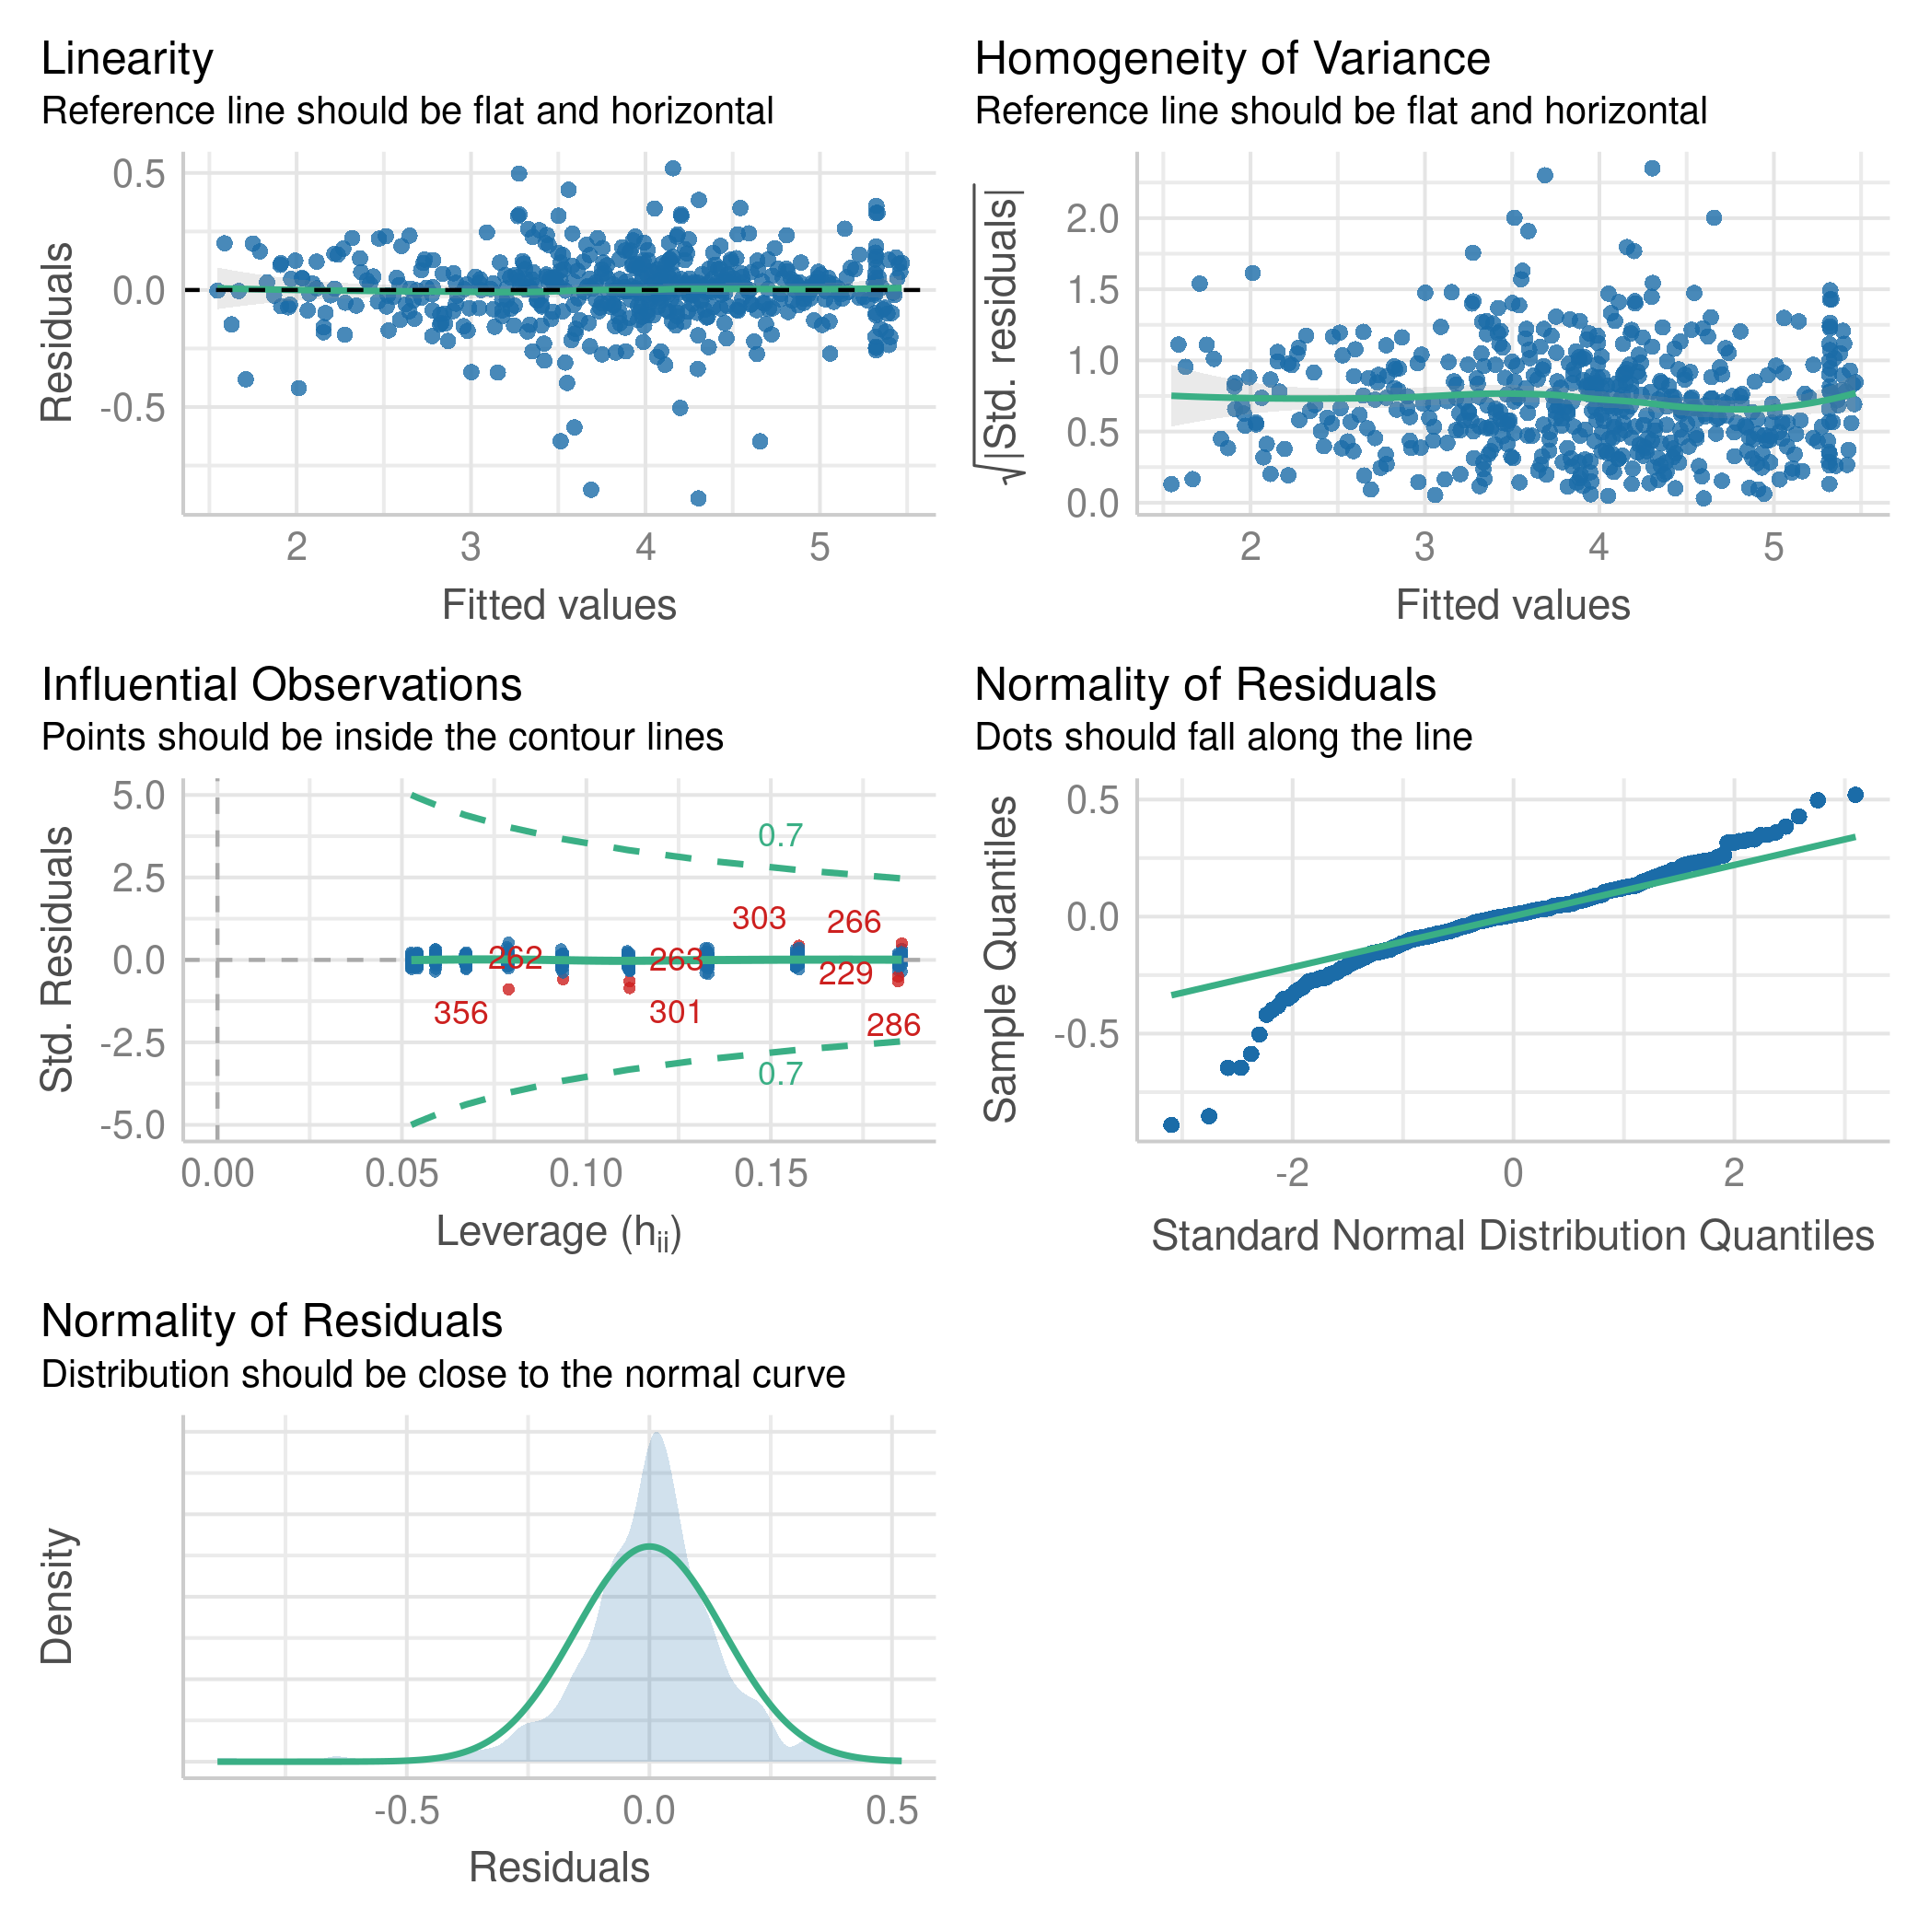 Linearity
Reference line should be flat and horizontal
0.5
0.0
-0.5
Residuals
2 3 4 5
Fitted values
Homogeneity of Variance
Reference line should be flat and horizontal
2.0
1.5
1.0
0.5
0.0
√|Std. residuals|
2 3 4 5
Fitted values
Influential Observations
Points should be inside the contour lines
5.0
2.5
0.0
-2.5
-5.0
Std. Residuals
0.7
303 266
262 263
229
356 301
286
0.7
0.00 0.05 0.10 0.15
Leverage (hᵢᵢ)
Normality of Residuals
Dots should fall along the line
0.5
0.0
-0.5
Sample Quantiles
-2 0 2
Standard Normal Distribution Quantiles
Normality of Residuals
Distribution should be close to the normal curve
Density
-0.5 0.0 0.5
Residuals